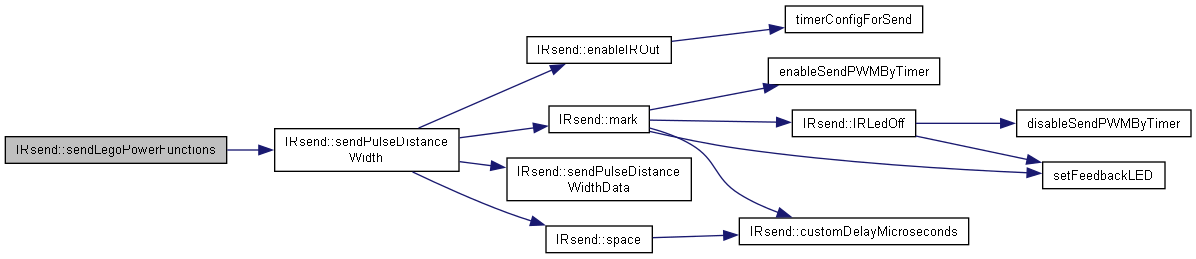 IRsend::sendLegoPowerFunctions
IRsend::sendPulseDistance
Width
IRsend::enableIROut
timerConfigForSend
IRsend::mark
enableSendPWMByTimer
IRsend::IRLedOff
disableSendPWMByTimer
setFeedbackLED
IRsend::sendPulseDistance
WidthData
IRsend::space
IRsend::customDelayMicroseconds